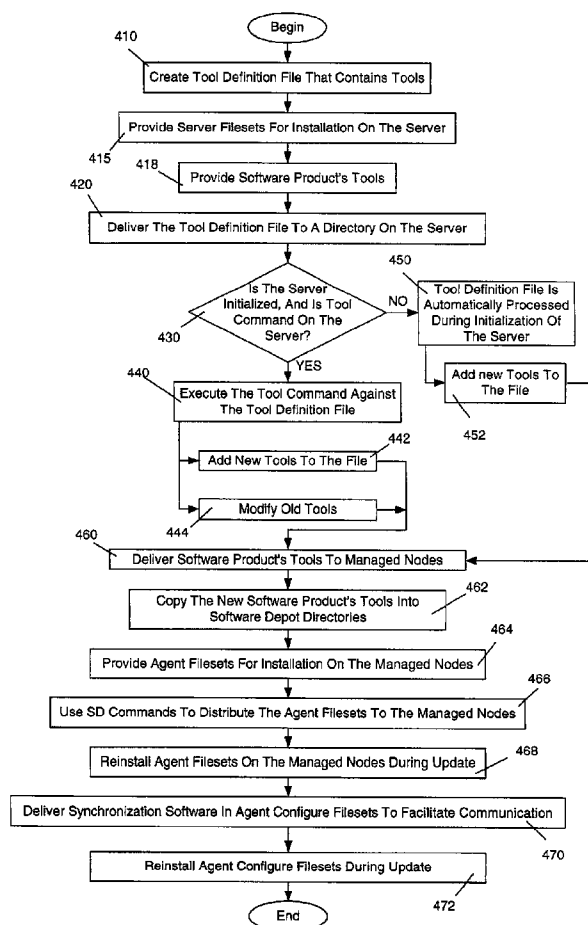 Begin
410
Create Tool Definition File That Contains Tools
Provide Server Filesets For Installation On The Server
415
418
Provide Software Product's Tools
420
Deliver The Tool Definition File To A Directory On The Server
Is The Server
Initialized, And Is Tool
Command On The
Server?
430
NO
YES
450
Tool Definition File Is
Automatically Processed
During Initialization Of
The Server
Add new Tools To
The File
452
440
Execute The Tool Command Against
The Tool Definition File
442
Add New Tools To The File
Modify Old Tools
444
460
Deliver Software Product's Tools To Managed Nodes
Copy The New Software Product's Tools Into
Software Depot Directories
462
464
Provide Agent Filesets For Installation On The Managed Nodes
466
Use SD Commands To Distribute The Agent Filesets To The Managed Nodes
Reinstall Agent Filesets On The Managed Nodes During Update
468
Deliver Synchronization Software In Agent Configure Filesets To Facilitate Communication
470
Reinstall Agent Configure Filesets During Update
472
End